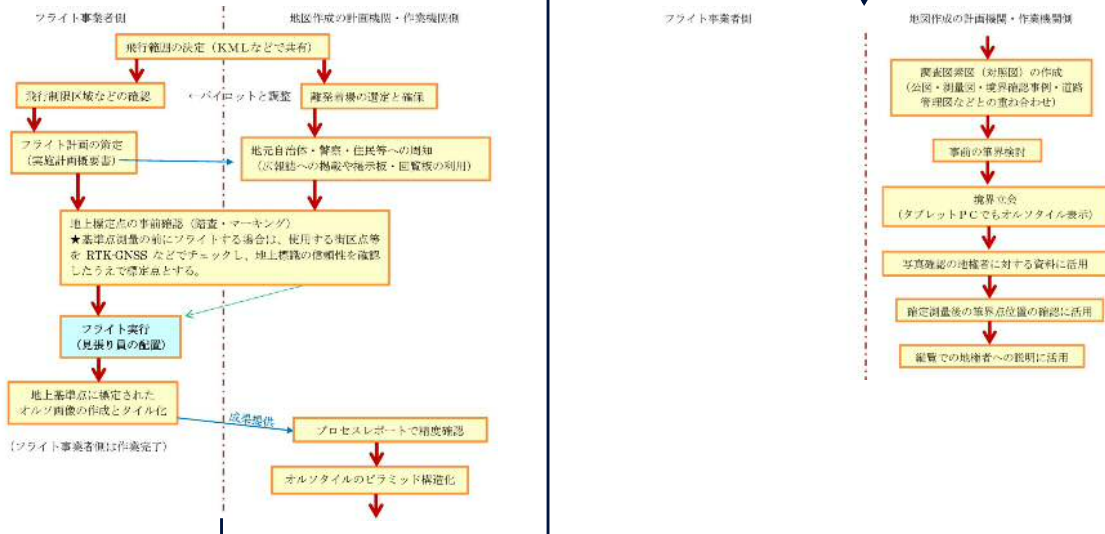 フライト事業者側
地図作成の計画機関・作業機関側
飛行範囲の決定（KMLなどで共有）
飛行制限区域などの確認
←パイロットと調整
離発着場の選定と確保
フライト計画の策定
（実施計画概要書）
地元自治体・警察・住民等への周知
（広報誌への掲載や掲示板・回覧板の利用）
地上標定点の事前確認（踏査・マーキング）
★基準点測量の前にフライトする場合は、使用する街区点等
を RTK-GNSS などでチェックし、地上標識の信頼性を確認
したうえで標定点とする。
フライト実行
（見張り員の配置）
地上基準点に標定された
オルソ画像の作成とタイル化
成果提供
プロセスレポートで精度確認
（フライト事業者側は作業完了）
オルソタイルのピラミッド構造化
フライト事業者側
地図作成の計画機関・作業機関側
調査図素図（対照図）の作成
（公図・測量図・境界確認事例・道路
管理図などとの重ね合わせ）
事前の筆界検討
境界立会
（タブレットPCでもオルソタイル表示）
写真確認の地権者に対する資料に活用
確定測量後の筆界点位置の確認に活用
縦覧での地権者への説明に活用